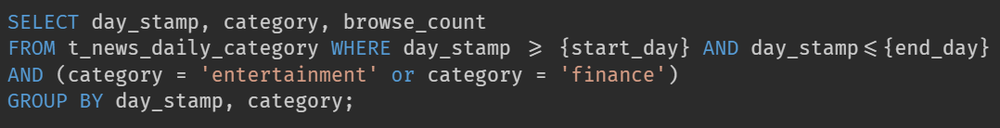 SELECT day_stamp, category, browse_count
FROM t_news_daily_category WHERE day_stamp >= {start_day} AND day_stamp<={end_day}
AND (category = 'entertainment' or category = 'finance')
GROUP BY day_stamp, category;